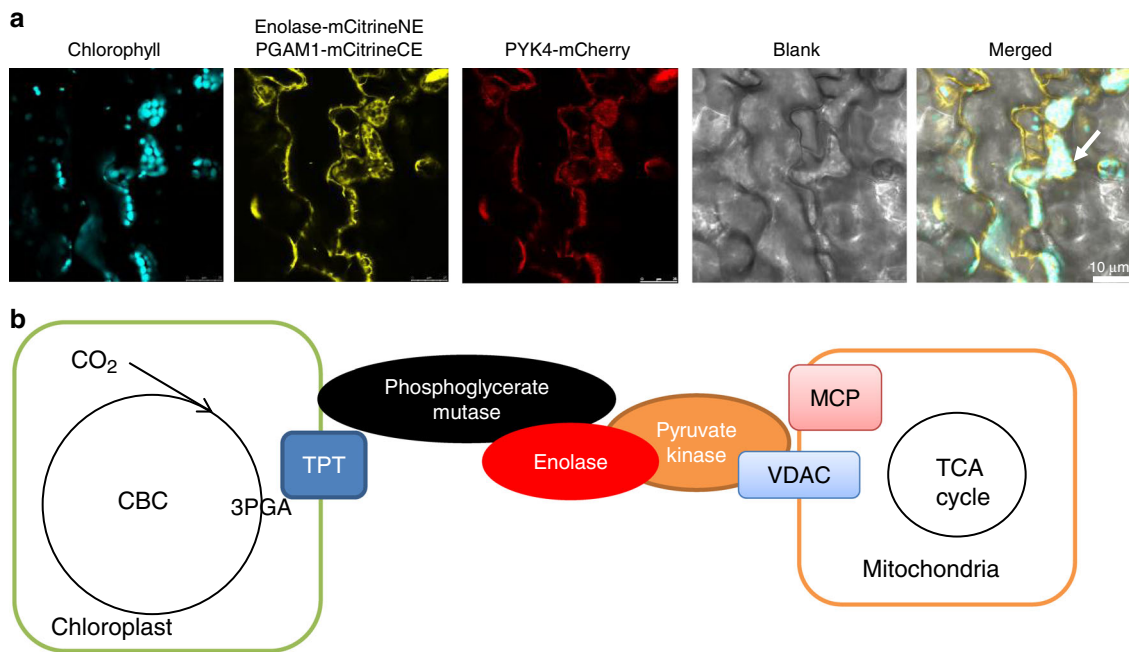 a
Enolase-mCitrineNE
Chlorophyll
PGAM1-mCitrineCE
PYK4-mCherry
Blank
Merged
10 μm
b
CO2
CBC
3PGA
Chloroplast
TPT
Phosphoglycerate
mutase
Enolase
Pyruvate
kinase
MCP
VDAC
TCA
cycle
Mitochondria